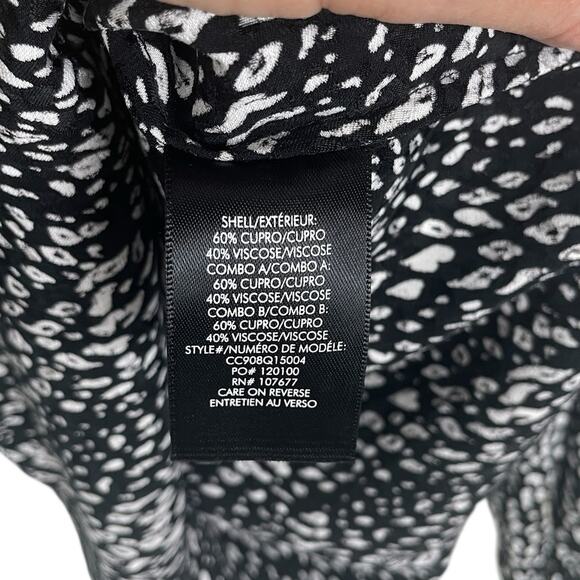 SHELL/EXTÉRIEUR:
60% CUPRO/CUPRO
40% VISCOSE/VISCOSE
COMBO A/COMBO A:
60% CUPRO/CUPRO
40% VISCOSE/VISCOSE
COMBO B/COMBO B:
60% CUPRO/CUPRO
40% VISCOSE/VISCOSE
STYLE#/NUMÉRO DE MODÈLE:
CC908Q15004
PO# 120100
RN# 107677
CARE ON REVERSE
ENTRETIEN AU VERSO